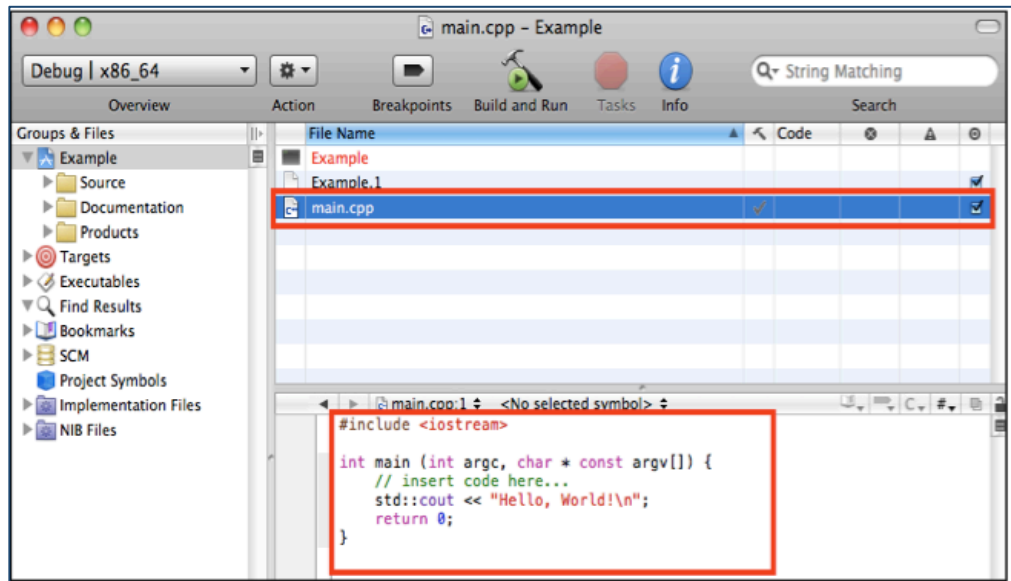 main.cpp – Example
Debug | x86_64
String Matching
Overview Action Breakpoints Build and Run Tasks Info Search
Groups & Files File Name Code
Example Example
Source Example.1
Documentation main.cpp
Products
Targets
Executables
Find Results
Bookmarks
SCM
Project Symbols
Implementation Files
NIB Files
main.cpp:1 <No selected symbol> C #
#include <iostream>
int main (int argc, char * const argv[]) {
// insert code here...
std::cout << "Hello, World!\n";
return 0;
}